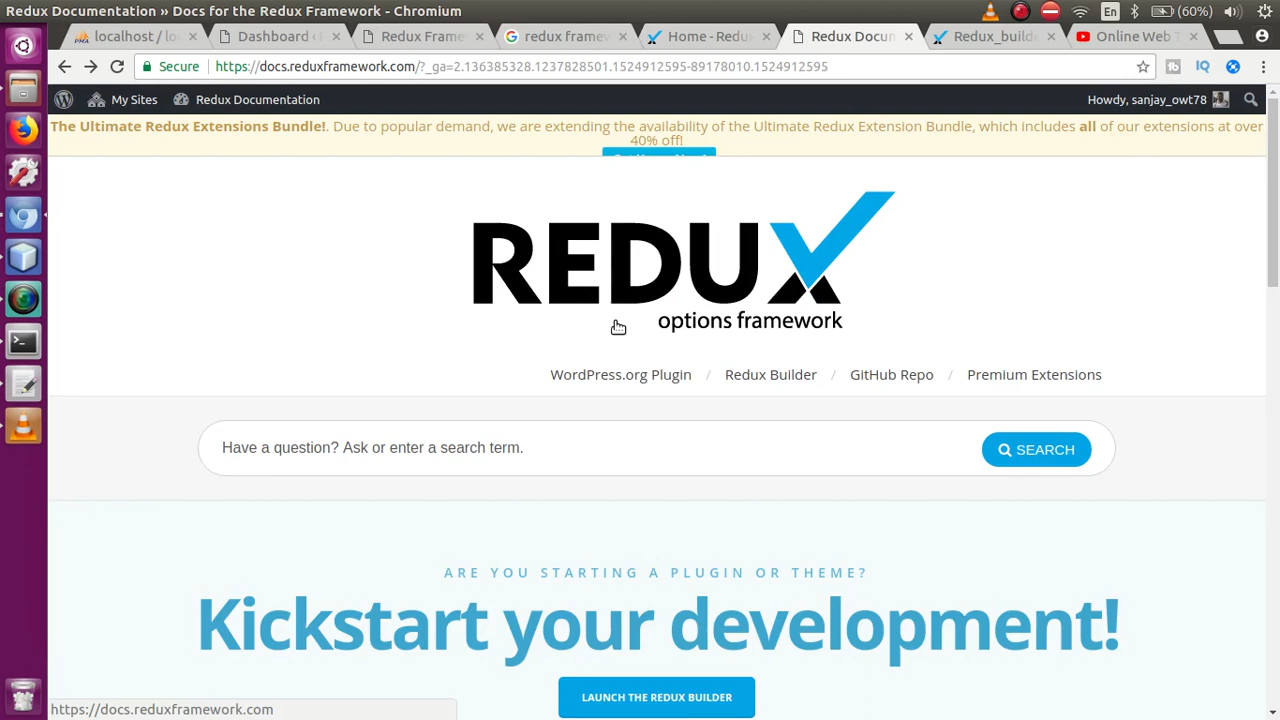 Redux Documentation » Docs for the Redux Framework - Chromium
En
(60%)
localhost / lo
Dashboard ‹
Redux Frame
redux framew
Home - Redu
Redux Docun
Redux_builde
Online Web T
Secure
https://docs.reduxframework.com/?_ga=2.136385328.1237828501.1524912595-891073010.1524912595
My Sites
Redux Documentation
Howdy, sanjay_owt78
The Ultimate Redux Extensions Bundle!. Due to popular demand, we are extending the availability of the Ultimate Redux Extension Bundle, which includes all of our extensions at over
40% off!
REDUX
options framework
WordPress.org Plugin / Redux Builder / GitHub Repo / Premium Extensions
Have a question? Ask or enter a search term.
SEARCH
ARE YOU STARTING A PLUGIN OR THEME?
Kickstart your development!
LAUNCH THE REDUX BUILDER
https://docs.reduxframework.com